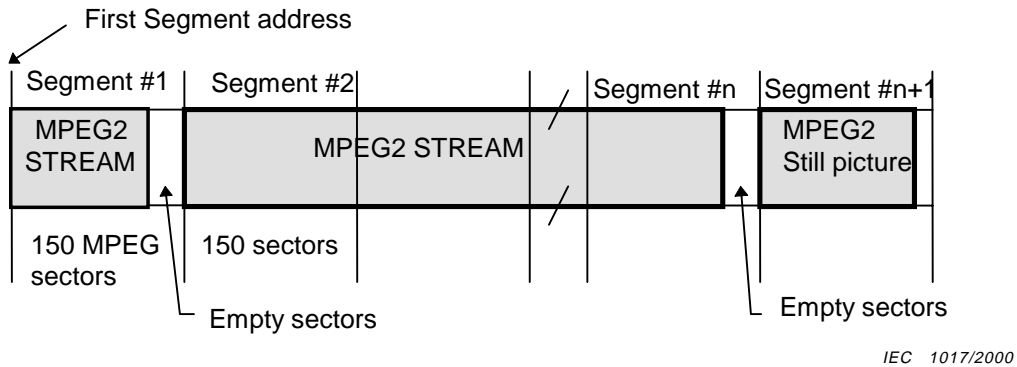 First Segment address
Segment #1
Segment #2
Segment #n
Segment #n+1
MPEG2
STREAM
MPEG2 STREAM
MPEG2
Still picture
150 MPEG
sectors
150 sectors
Empty sectors
Empty sectors
IEC 1017/2000